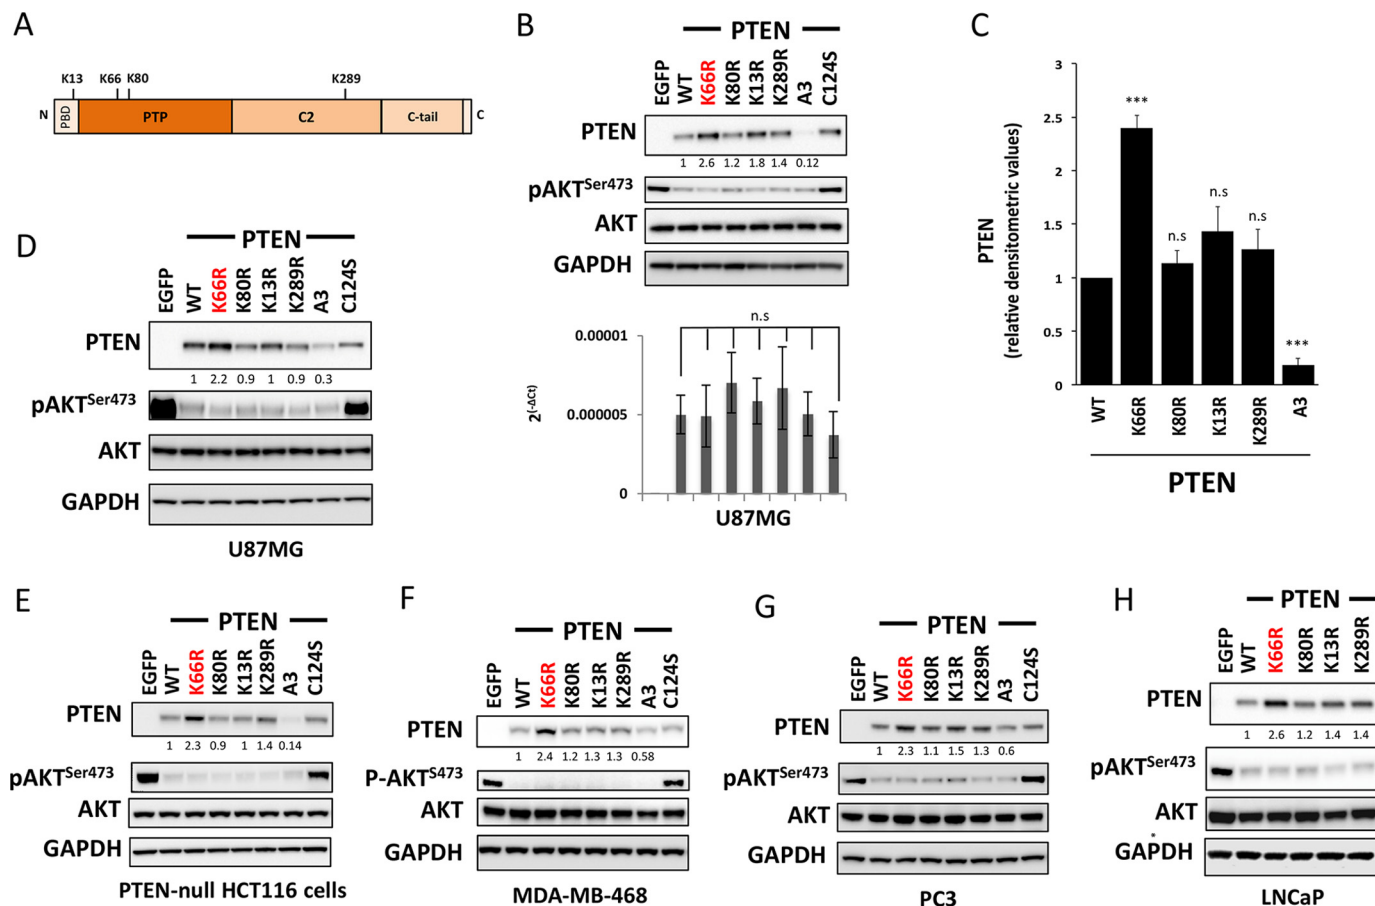 A
K13 K66 K80 K289
N PBD PTP C2 C-tail C
B
PTEN
EGFP WT K66R K80R K13R K289R A3 C124S
PTEN
1 2.6 1.2 1.8 1.4 0.12
pAKTSer473
AKT
GAPDH
n.s
0.00001
0.000005
0
2(-ΔCt)
U87MG
C
PTEN
(relative densitometric values)
3
2.5
2
1.5
1
0.5
0
***
n.s
n.s
n.s
***
WT K66R K80R K13R K289R A3
PTEN
D
PTEN
EGFP WT K66R K80R K13R K289R A3 C124S
PTEN
1 2.2 0.9 1 0.9 0.3
pAKTSer473
AKT
GAPDH
U87MG
E
PTEN
EGFP WT K66R K80R K13R K289R A3 C124S
PTEN
1 2.3 0.9 1 1.4 0.14
pAKTSer473
AKT
GAPDH
PTEN-null HCT116 cells
F
PTEN
EGFP WT K66R K80R K13R K289R A3 C124S
PTEN
1 2.4 1.2 1.3 1.3 0.58
P-AKTS473
AKT
GAPDH
MDA-MB-468
G
PTEN
EGFP WT K66R K80R K13R K289R A3 C124S
PTEN
1 2.3 1.1 1.5 1.3 0.6
pAKTSer473
AKT
GAPDH
PC3
H
PTEN
EGFP WT K66R K80R K13R K289R
PTEN
1 2.6 1.2 1.4 1.4
pAKTSer473
AKT
*
GAPDH
LNCaP